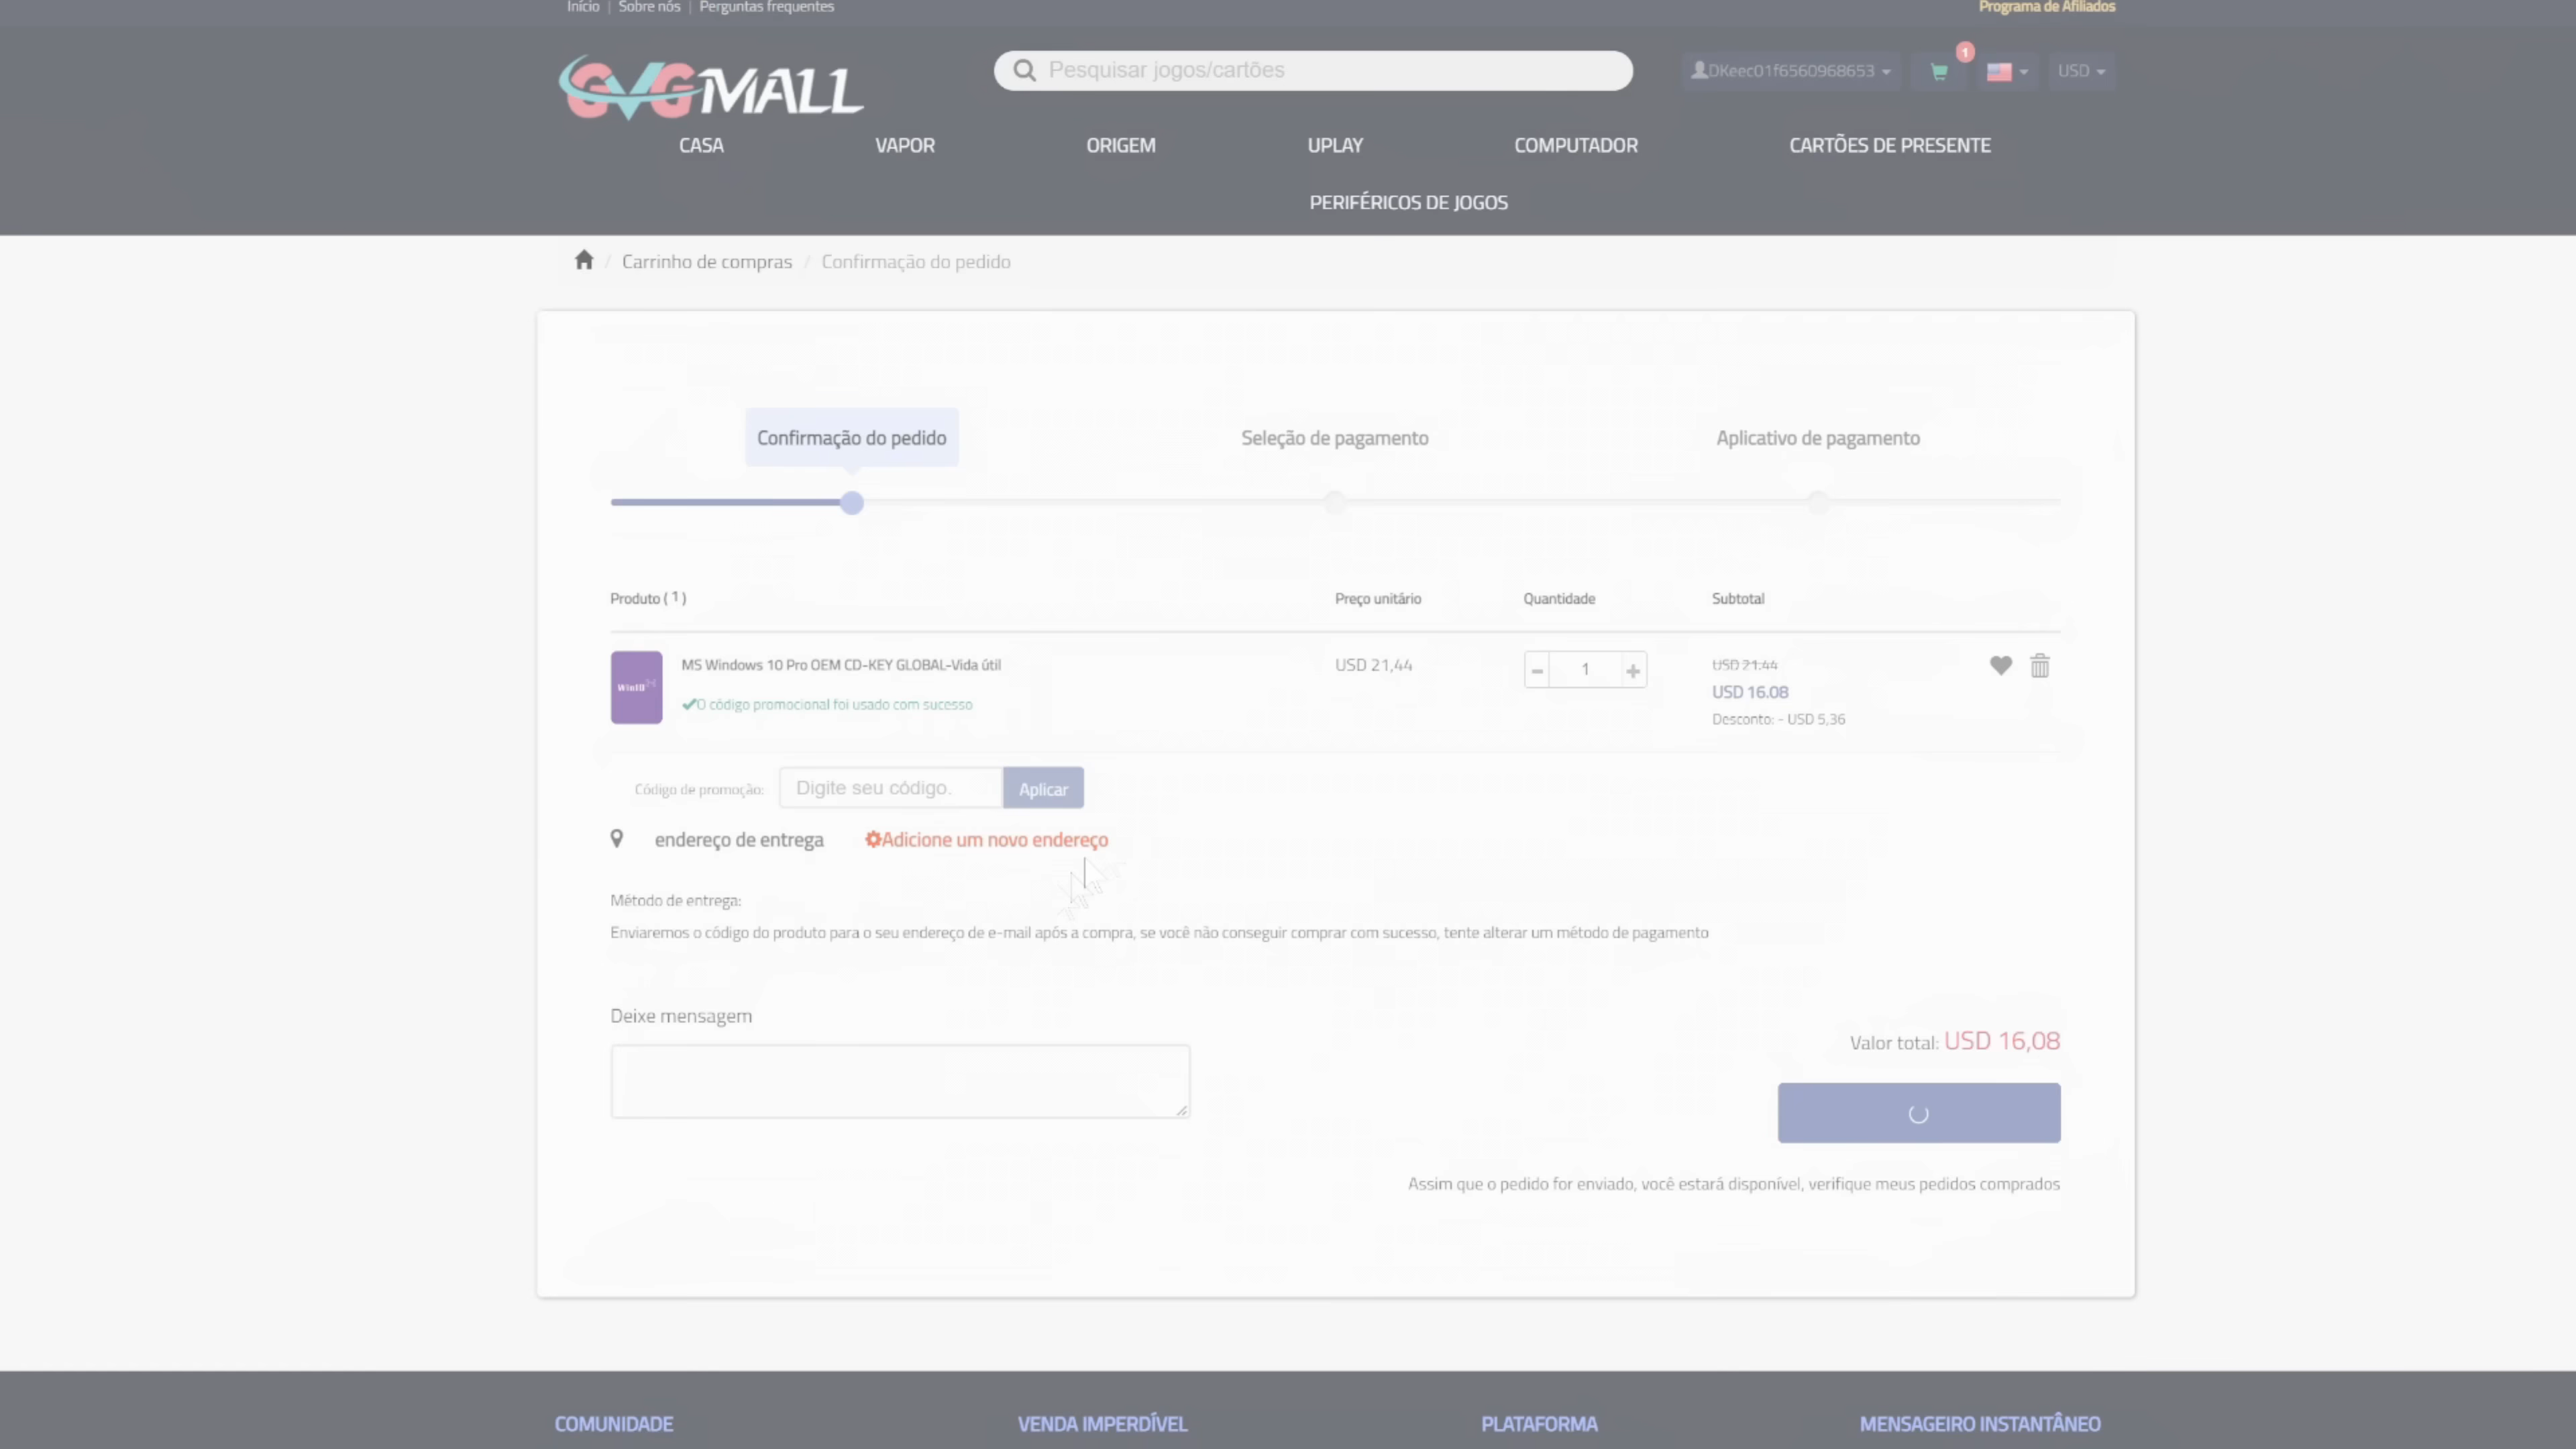 Início | Sobre nós | Perguntas frequentes
Programa de Afiliados
GVGMALL
Pesquisar jogos/cartões
DKeec01f6560968653
1
USD
CASA
VAPOR
ORIGEM
UPLAY
COMPUTADOR
CARTÕES DE PRESENTE
PERIFÉRICOS DE JOGOS
/ Carrinho de compras / Confirmação do pedido
Confirmação do pedido
Seleção de pagamento
Aplicativo de pagamento
Produto ( 1 )
Preço unitário
Quantidade
Subtotal
Win10
MS Windows 10 Pro OEM CD-KEY GLOBAL-Vida útil
USD 21,44
1
USD 21.44
USD 16.08
O código promocional foi usado com sucesso
Desconto: - USD 5,36
Código de promoção:
Digite seu código.
Aplicar
endereço de entrega
Adicione um novo endereço
Método de entrega:
Enviaremos o código do produto para o seu endereço de e-mail após a compra, se você não conseguir comprar com sucesso, tente alterar um método de pagamento
Deixe mensagem
Valor total: USD 16,08
Assim que o pedido for enviado, você estará disponível, verifique meus pedidos comprados
COMUNIDADE
VENDA IMPERDÍVEL
PLATAFORMA
MENSAGEIRO INSTANTÂNEO